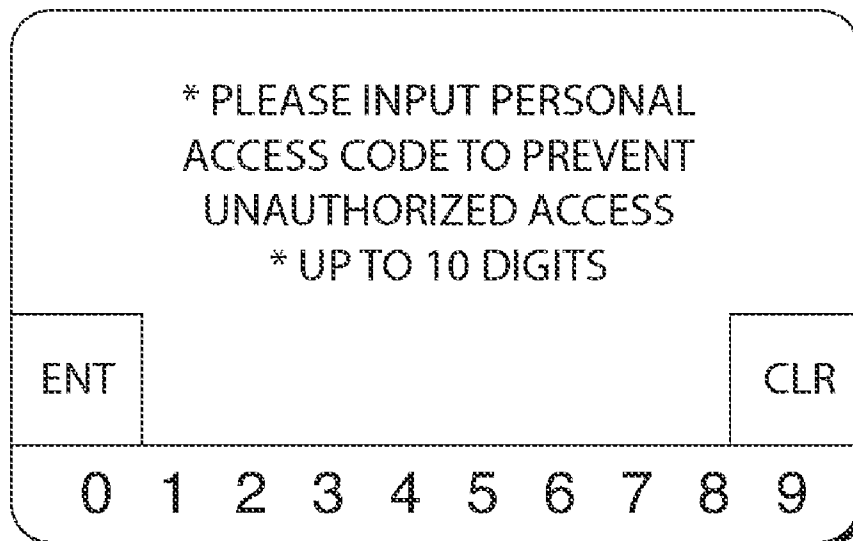 * PLEASE INPUT PERSONAL
ACCESS CODE TO PREVENT
UNAUTHORIZED ACCESS
* UP TO 10 DIGITS
ENT CLR
0 1 2 3 4 5 6 7 8 9